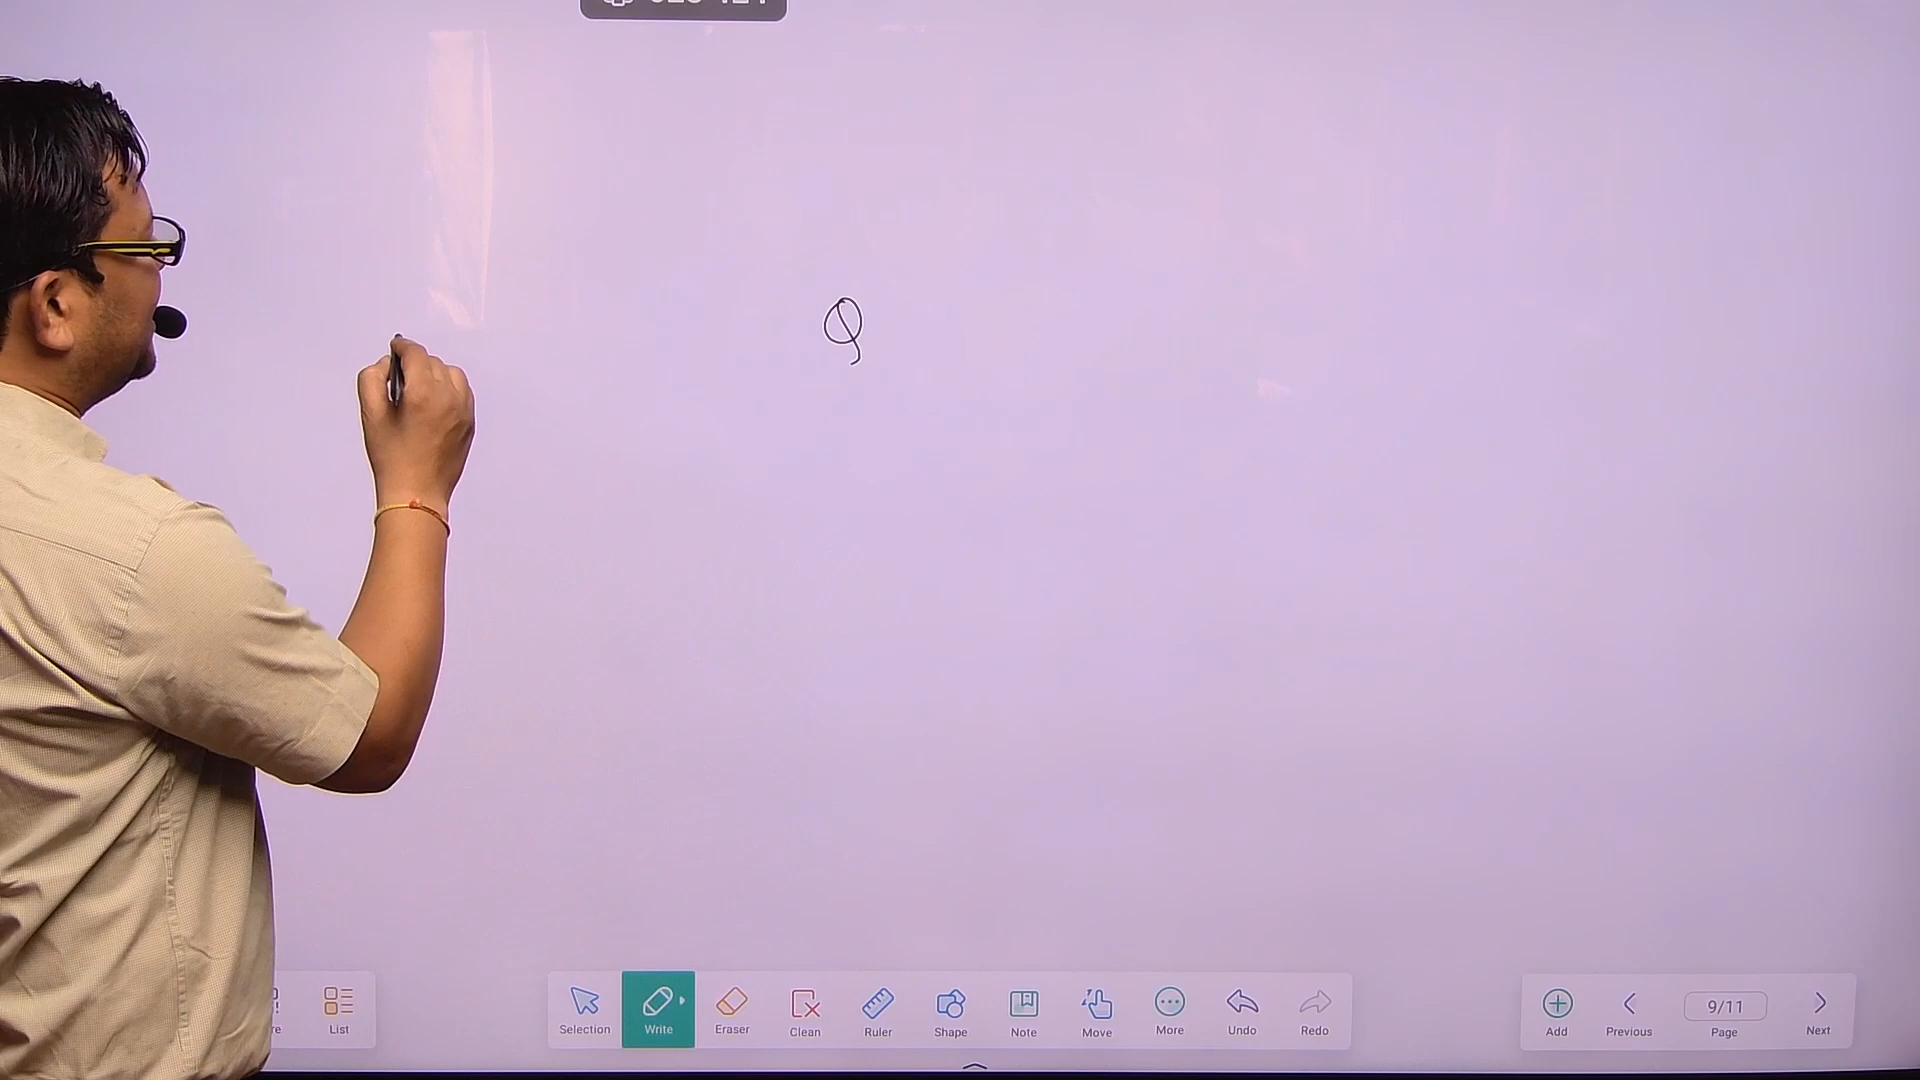 Q
List
Selection
Write
Eraser
Clean
Ruler
Shape
Note
Move
More
Undo
Redo
Add
Previous
9/11
Page
Next